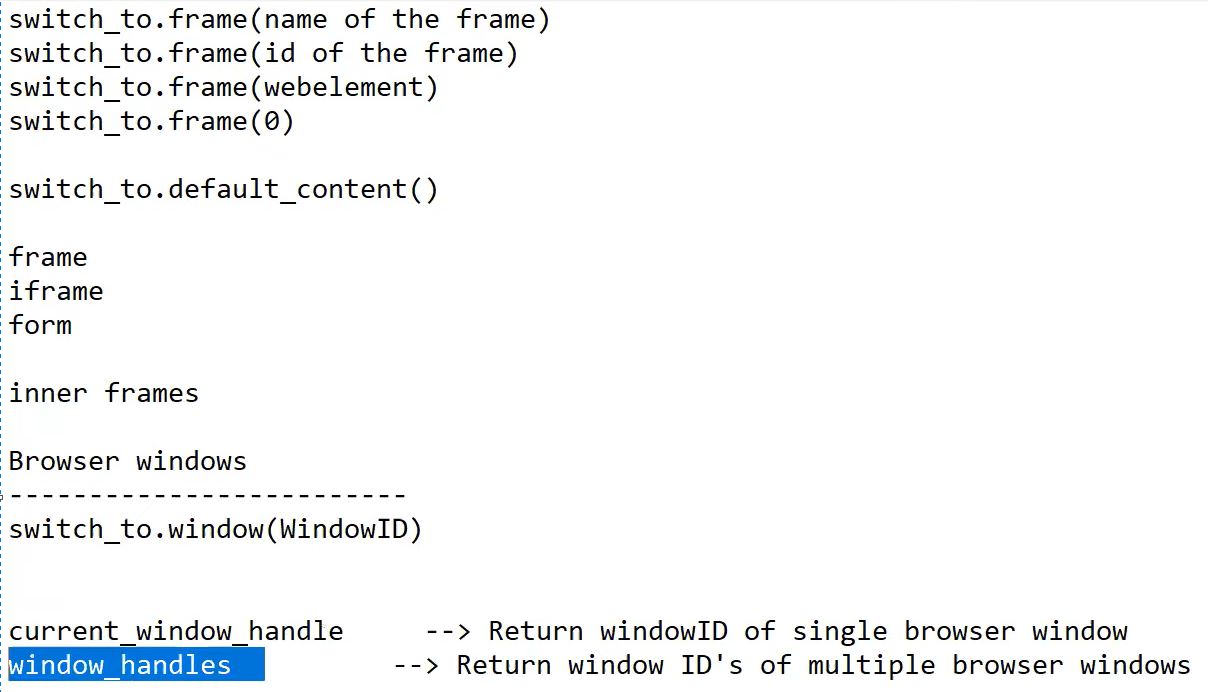 switch_to.frame(name of the frame)
switch_to.frame(id of the frame)
switch_to.frame(webelement)
switch_to.frame(0)
switch_to.default_content()
frame
iframe
form
inner frames
Browser windows
-------------------------
switch_to.window(WindowID)
current_window_handle --> Return windowID of single browser window
window_handles --> Return window ID's of multiple browser windows